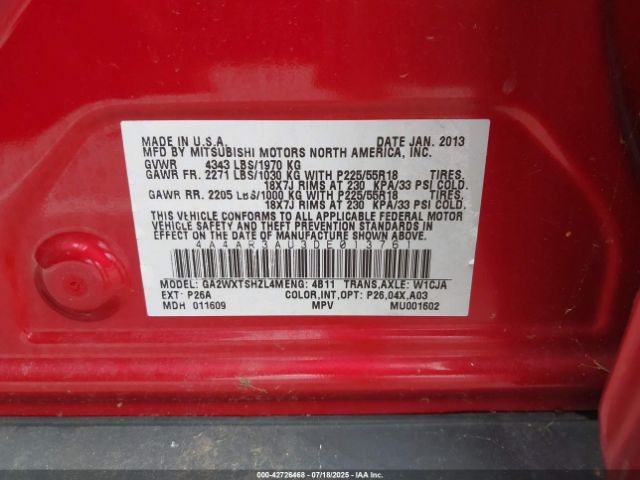 MADE IN U.S.A. DATE JAN. 2013
MFD BY MITSUBISHI MOTORS NORTH AMERICA, INC.
GVWR 4343 LBS/1970 KG
GAWR FR. 2271 LBS/1030 KG WITH P225/55R18 TIRES,
18X7J RIMS AT 230 KPA/33 PSI COLD.
GAWR RR. 2205 LBS/1000 KG WITH P225/55R18 TIRES,
18X7J RIMS AT 230 KPA/33 PSI COLD.
THIS VEHICLE CONFORMS TO ALL APPLICABLE FEDERAL MOTOR
VEHICLE SAFETY AND THEFT PREVENTION STANDARDS IN
EFFECT ON THE DATE OF MANUFACTURE SHOWN ABOVE.
4A4AR3AU3DE01376
MODEL: GA2WXTSHZL4M ENG: 4B11 TRANS,AXLE: W1CJA
EXT: P26A COLOR,INT,OPT: P26,04X,A03
MDH 011609 MPV MU001602
000-42726468 - 07/18/2025 - IAA Inc.